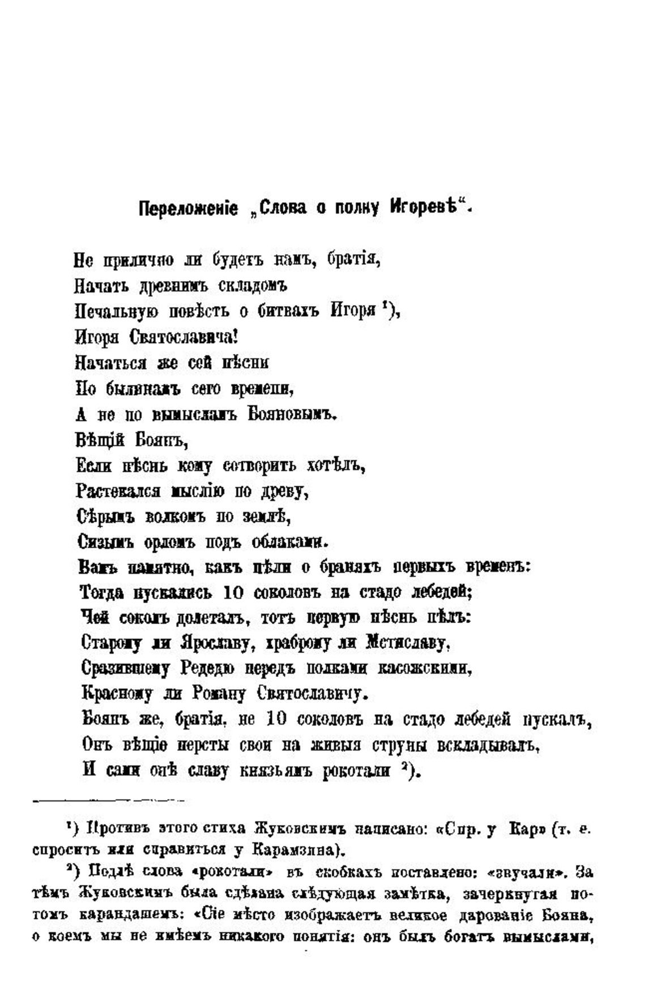 Переложеніе „Слова о полку Игоревѣ“.
Не прилично ли будетъ намъ, братія,
Начать древнимъ складомъ
Печальную повѣсть о битвахъ Игоря ¹),
Игоря Святославича!
Начаться же сей пѣсни
По былинамъ сего времени,
А не по вымысламъ Бояновымъ.
Вѣщій Боянъ,
Если пѣснь кому сотворить хотѣлъ,
Растекался мыслію по древу,
Сѣрымъ волкомъ по землѣ,
Сизымъ орломъ подъ облаками.
Вамъ памятно, какъ пѣли о браняхъ первыхъ временъ:
Тогда пускались 10 соколовъ на стадо лебедей;
Чей соколъ долеталъ, тотъ первую пѣснь пѣлъ:
Старому ли Ярославу, храброму ли Мстиславу,
Сразившему Редедю передъ полками касожскими,
Красному ли Роману Святославичу.
Боянъ же, братія, не 10 соколовъ на стадо лебедей пускалъ,
Онъ вѣщіе персты свои на живыя струны вскладывалъ,
И сами онѣ славу князьямъ рокотали ²).
¹) Противъ этого стиха Жуковскимъ написано: «Спр. у Кар» (т. е.
спросить или справиться у Карамзина).
²) Подлѣ слова «рокотали» въ скобкахъ поставлено: «звучали». За
тѣмъ Жуковскимъ была сдѣлана слѣдующая замѣтка, зачеркнутая по-
томъ карандашемъ: «Сіе мѣсто изображаетъ великое дарованіе Бояна,
о коемъ мы не имѣемъ никакого понятія: онъ былъ богатъ вымыслами,